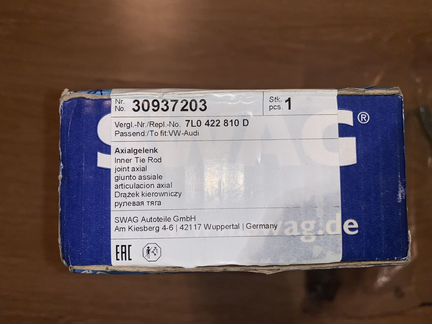 Nr. No. 30937203 Stk. pcs. 1
Vergl.-Nr./Repl.-No. 7L0 422 810 D
Passend./To fit:VW-Audi
SWAG®
Axialgelenk
Inner Tie Rod
joint axial
giunto assiale
articulacion axial
Drążek kierowniczy
рулевая тяга
SWAG Autoteile GmbH
Am Kiesberg 4-6 | 42117 Wuppertal | Germany
swag.de
EAC